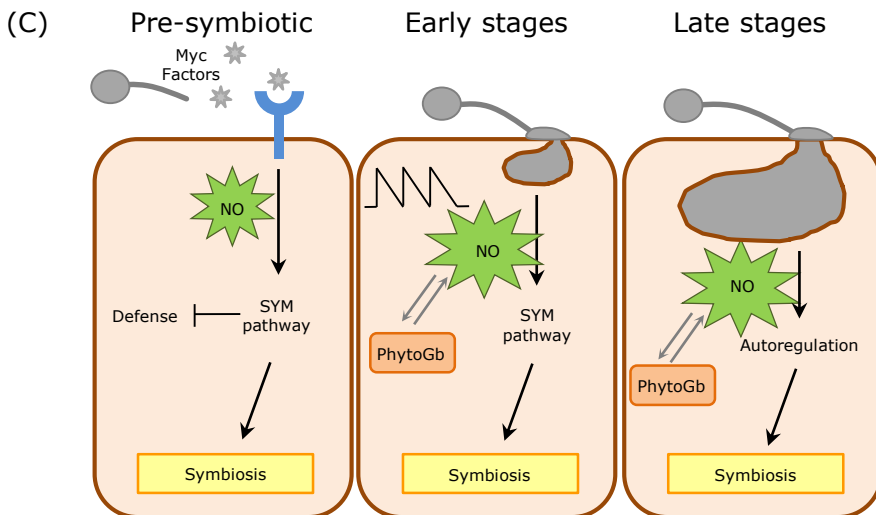 (C)
Pre-symbiotic
Early stages
Late stages
Myc
Factors
NO
Defense
SYM
pathway
Symbiosis
NO
SYM
pathway
PhytoGb
Symbiosis
NO
Autoregulation
PhytoGb
Symbiosis